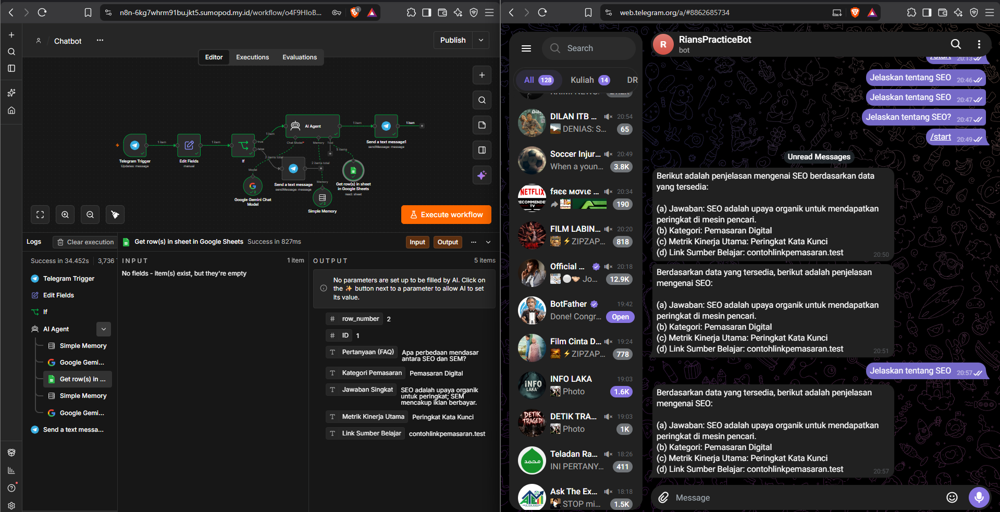 n8n-6kg7whrm91bu.jkt5.sumopod.my.id/workflow/o4F9HIoB...
Chatbot
Publish
Editor
Executions
Evaluations
Telegram Trigger
Updates: message
1 item
Edit Fields
manual
1 item
If
true
false
1 item
AI Agent
Chat Model*
Memory
Tool
1 item
Send a text message1
sendMessage: message
1 item
2 items total
Send a text message
sendMessage: message
2 items total
5 items
Get row(s) in sheet
in Google Sheets
read: sheet
Model
Google Gemini Chat
Model
2
Memory
Simple Memory
2
Execute workflow
Logs
Clear execution
Get row(s) in sheet in Google Sheets
Success in 827ms
Input
Output
Success in 34.452s
3,736
Telegram Trigger
Edit Fields
If
AI Agent
Simple Memory
Google Gemi...
Get row(s) in ...
Simple Memory
Google Gemi...
Send a text messa...
INPUT
1 item
No fields - item(s) exist, but they're empty
OUTPUT
5 items
No parameters are set up to be filled by AI. Click on
the ✨ button next to a parameter to allow AI to set
its value.
# row_number 2
# ID 1
T Pertanyaan (FAQ) Apa perbedaan mendasar
antara SEO dan SEM?
T Kategori Pemasaran Pemasaran Digital
T Jawaban Singkat SEO adalah upaya organik
untuk peringkat; SEM
mencakup iklan berbayar.
T Metrik Kinerja Utama Peringkat Kata Kunci
T Link Sumber Belajar contohlinkpemasaran.test
web.telegram.org/a/#8862685734
Search
All 128
Kuliah 14
DR
DILAN ITB ... 20:54
DENIAS: S... 65
Soccer Injur... 20:49
When a youn... 3.8K
NETFLIX
RECOMMENDE
TV
fяєє мσνιє ... 20:34
190
FILM LABIN... 20:20
⚡ZIPZAP... 818
Official ... 20:18
Jo... 12.9K
BotFather 19:42
Done! Congr... Open
Film Cinta D... 19:24
⚡ZIPZAP... 778
INFO
LAKA
INFO LAKA 19:03
Photo 1.6K
DETIK
TRAGEDI
DETIK TRA... 19:03
Photo 1K
محمد
Teladan Ra... 18:26
INI PERTANY... 411
Ask The Ex... 18:18
STOP mi... 1.5K
R
RiansPracticeBot
bot
/start 20:13
Jelaskan tentang SEO 20:46
Jelaskan tentang SEO 20:47
Jelaskan tentang SEO? 20:47
/start 20:49
Unread Messages
Berikut adalah penjelasan mengenai SEO berdasarkan data
yang tersedia:
(a) Jawaban: SEO adalah upaya organik untuk mendapatkan
peringkat di mesin pencari.
(b) Kategori: Pemasaran Digital
(c) Metrik Kinerja Utama: Peringkat Kata Kunci
(d) Link Sumber Belajar: contohlinkpemasaran.test 20:50
Berdasarkan data yang tersedia, berikut adalah penjelasan
mengenai SEO:
(a) Jawaban: SEO adalah upaya organik untuk mendapatkan
peringkat di mesin pencari.
(b) Kategori: Pemasaran Digital
(c) Metrik Kinerja Utama: Peringkat Kata Kunci
(d) Link Sumber Belajar: contohlinkpemasaran.test 20:51
Jelaskan tentang SEO 20:57
Berdasarkan data yang tersedia, berikut adalah penjelasan
mengenai SEO:
(a) Jawaban: SEO adalah upaya organik untuk mendapatkan
peringkat di mesin pencari.
(b) Kategori: Pemasaran Digital
(c) Metrik Kinerja Utama: Peringkat Kata Kunci
(d) Link Sumber Belajar: contohlinkpemasaran.test 20:57
Message